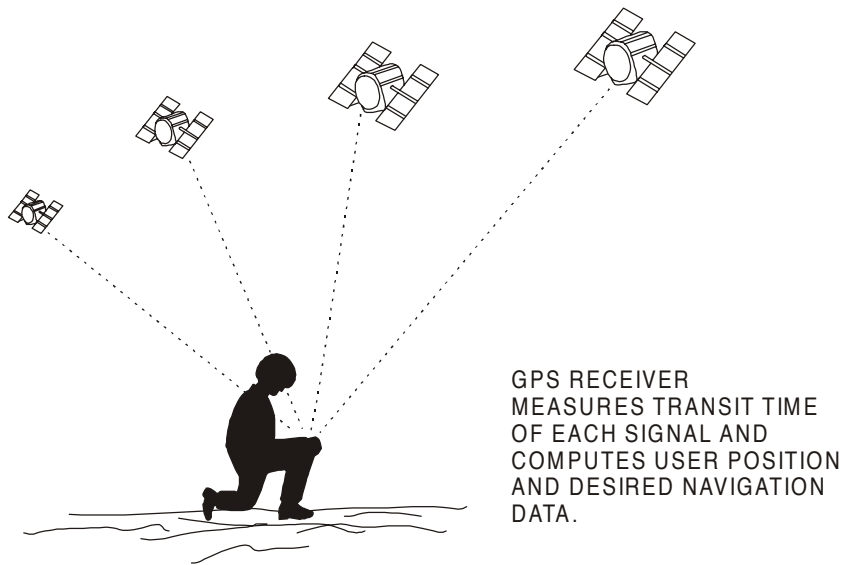 GPS RECEIVER
MEASURES TRANSIT TIME
OF EACH SIGNAL AND
COMPUTES USER POSITION
AND DESIRED NAVIGATION
DATA.